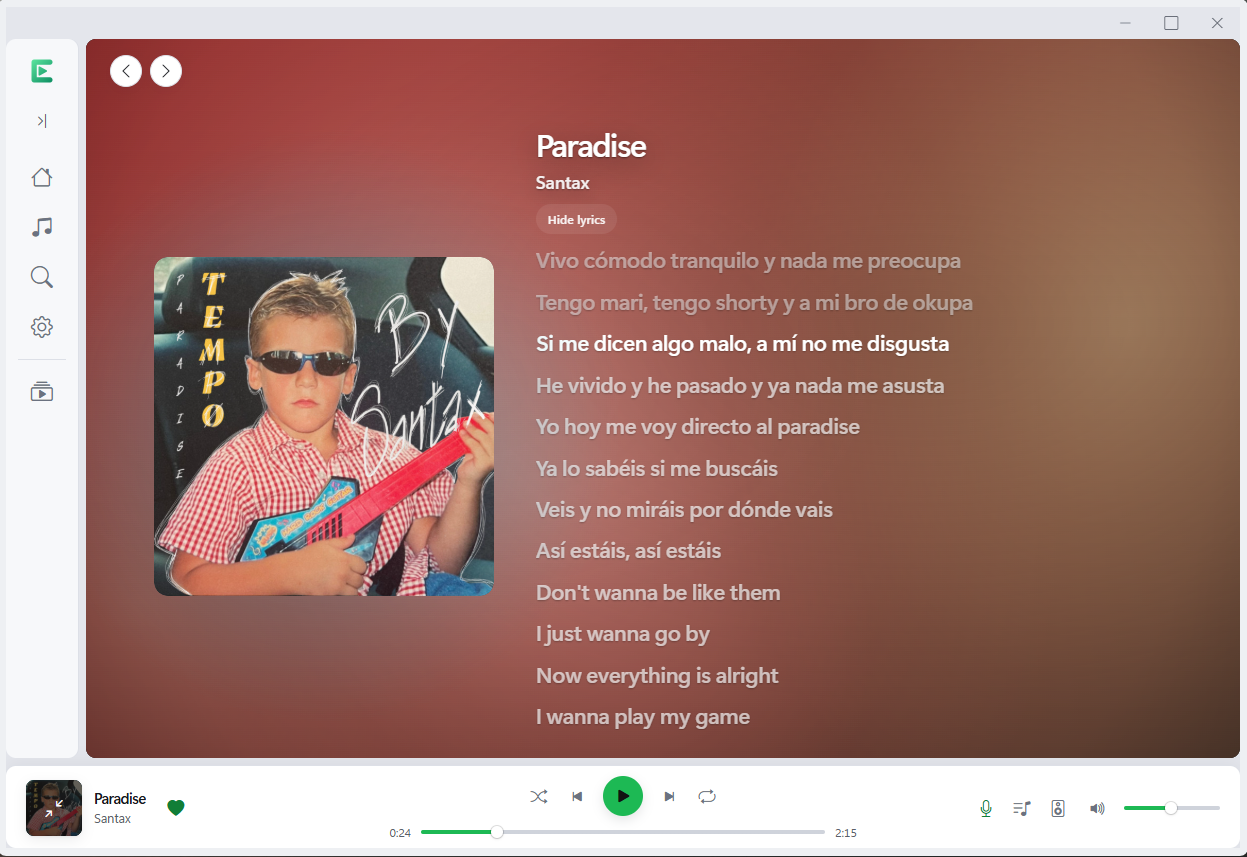 Paradise
Santax
Hide lyrics
Vivo cómodo tranquilo y nada me preocupa
Tengo mari, tengo shorty y a mi bro de okupa
Si me dicen algo malo, a mí no me disgusta
He vivido y he pasado y ya nada me asusta
Yo hoy me voy directo al paradise
Ya lo sabéis si me buscáis
Veis y no miráis por dónde vais
Así estáis, así estáis
Don't wanna be like them
I just wanna go by
Now everything is alright
I wanna play my game
PARADISE
TEMPO
By
Santax
Paradise
Santax
0:24
2:15